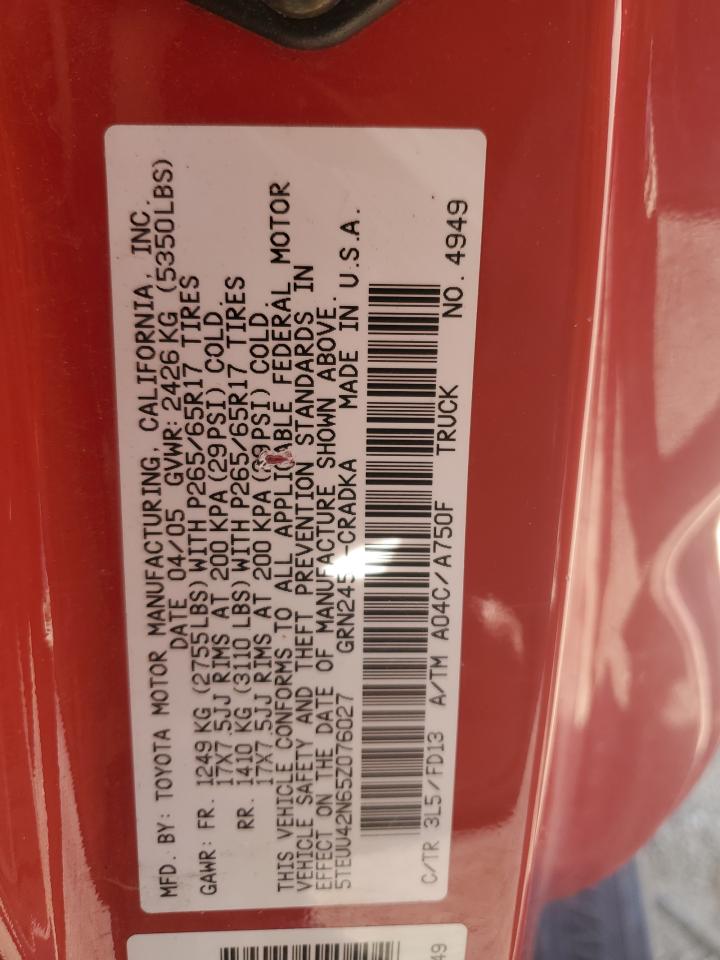 MFD. BY: TOYOTA MOTOR MANUFACTURING, CALIFORNIA, INC.
DATE 04/05 GVWR: 2426 KG (5350LBS)
GAWR: FR. 1249 KG (2755LBS) WITH P265/65R17 TIRES
17X7.5JJ RIMS AT 200 KPA (29PSI) COLD.
RR. 1410 KG (3110 LBS) WITH P265/65R17 TIRES
17X7.5JJ RIMS AT 200 KPA (29PSI) COLD.
THIS VEHICLE CONFORMS TO ALL APPLICABLE FEDERAL MOTOR
VEHICLE SAFETY AND THEFT PREVENTION STANDARDS IN
EFFECT ON THE DATE OF MANUFACTURE SHOWN ABOVE.
5TEUU42N65Z076027 MADE IN U.S.A.
C/TR 3L5/FD13 A/TM A04C/A750F TRUCK NO. 4949
49